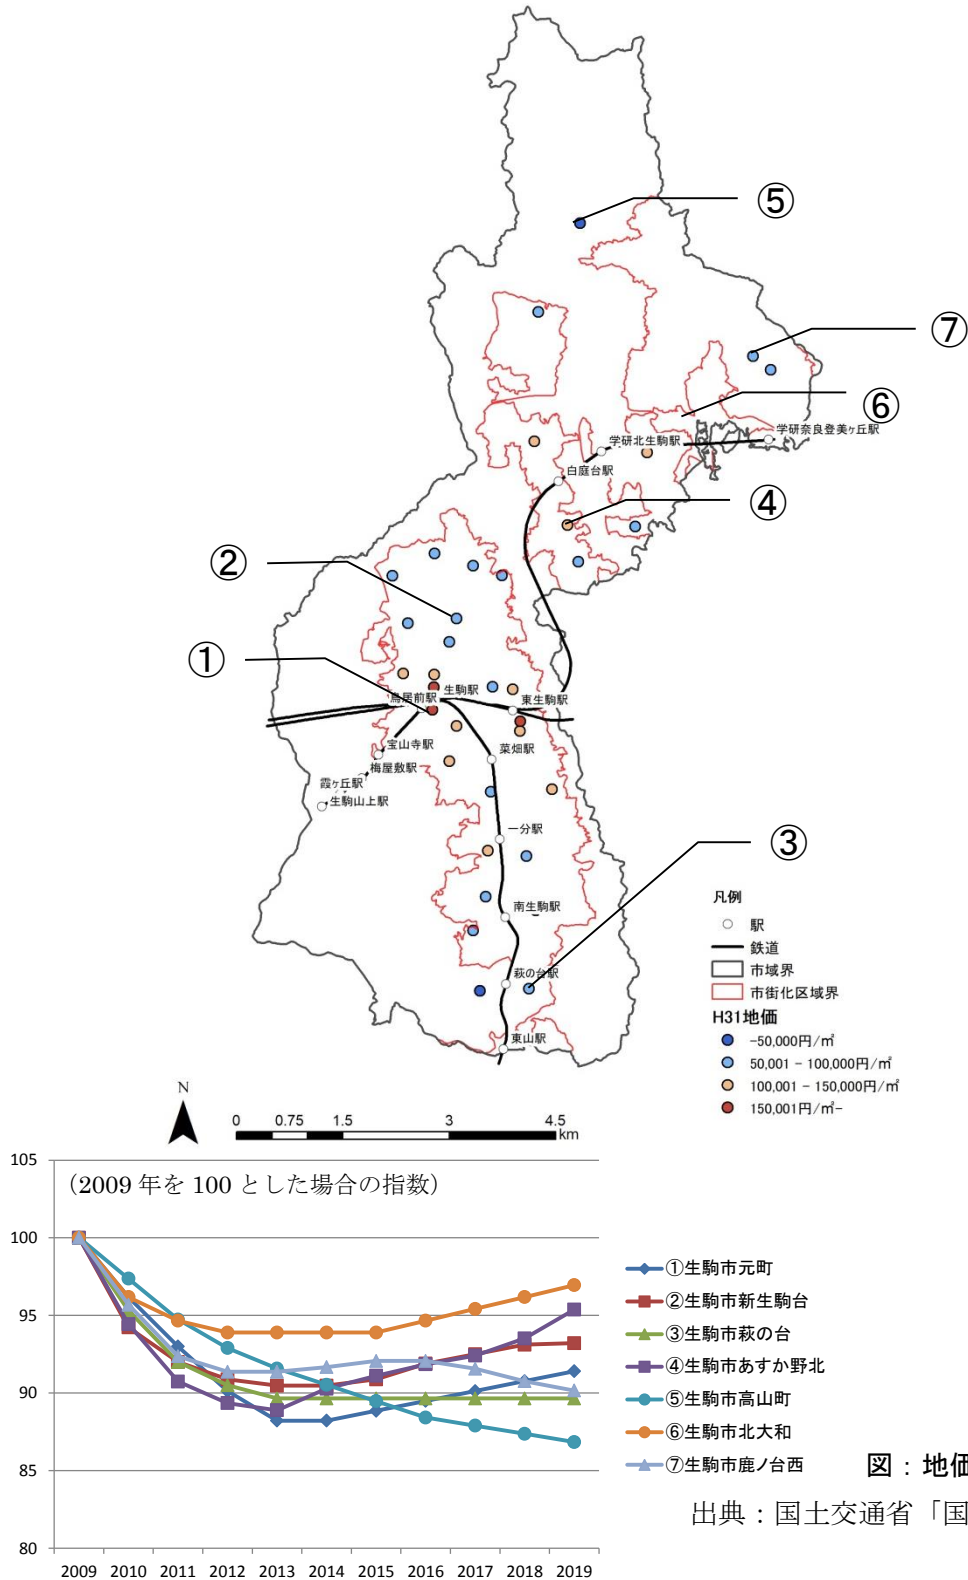 ⑤
⑦
⑥
学研奈良登美ヶ丘駅
学研北生駒駅
白庭台駅
④
②
①
生駒駅
鳥居前駅
東生駒駅
宝山寺駅
菜畑駅
梅屋敷駅
霞ヶ丘駅
生駒山上駅
一分駅
③
南生駒駅
萩の台駅
東山駅
凡例
駅
鉄道
市域界
市街化区域界
H31地価
-50,000円/㎡
50,001 - 100,000円/㎡
100,001 - 150,000円/㎡
150,001円/㎡-
N
0 0.75 1.5 3 4.5
km
(2009 年を 100 とした場合の指数)
105
100
95
90
85
80
2009 2010 2011 2012 2013 2014 2015 2016 2017 2018 2019
①生駒市元町
②生駒市新生駒台
③生駒市萩の台
④生駒市あすか野北
⑤生駒市高山町
⑥生駒市北大和
⑦生駒市鹿ノ台西
図：地価
出典：国土交通省「国